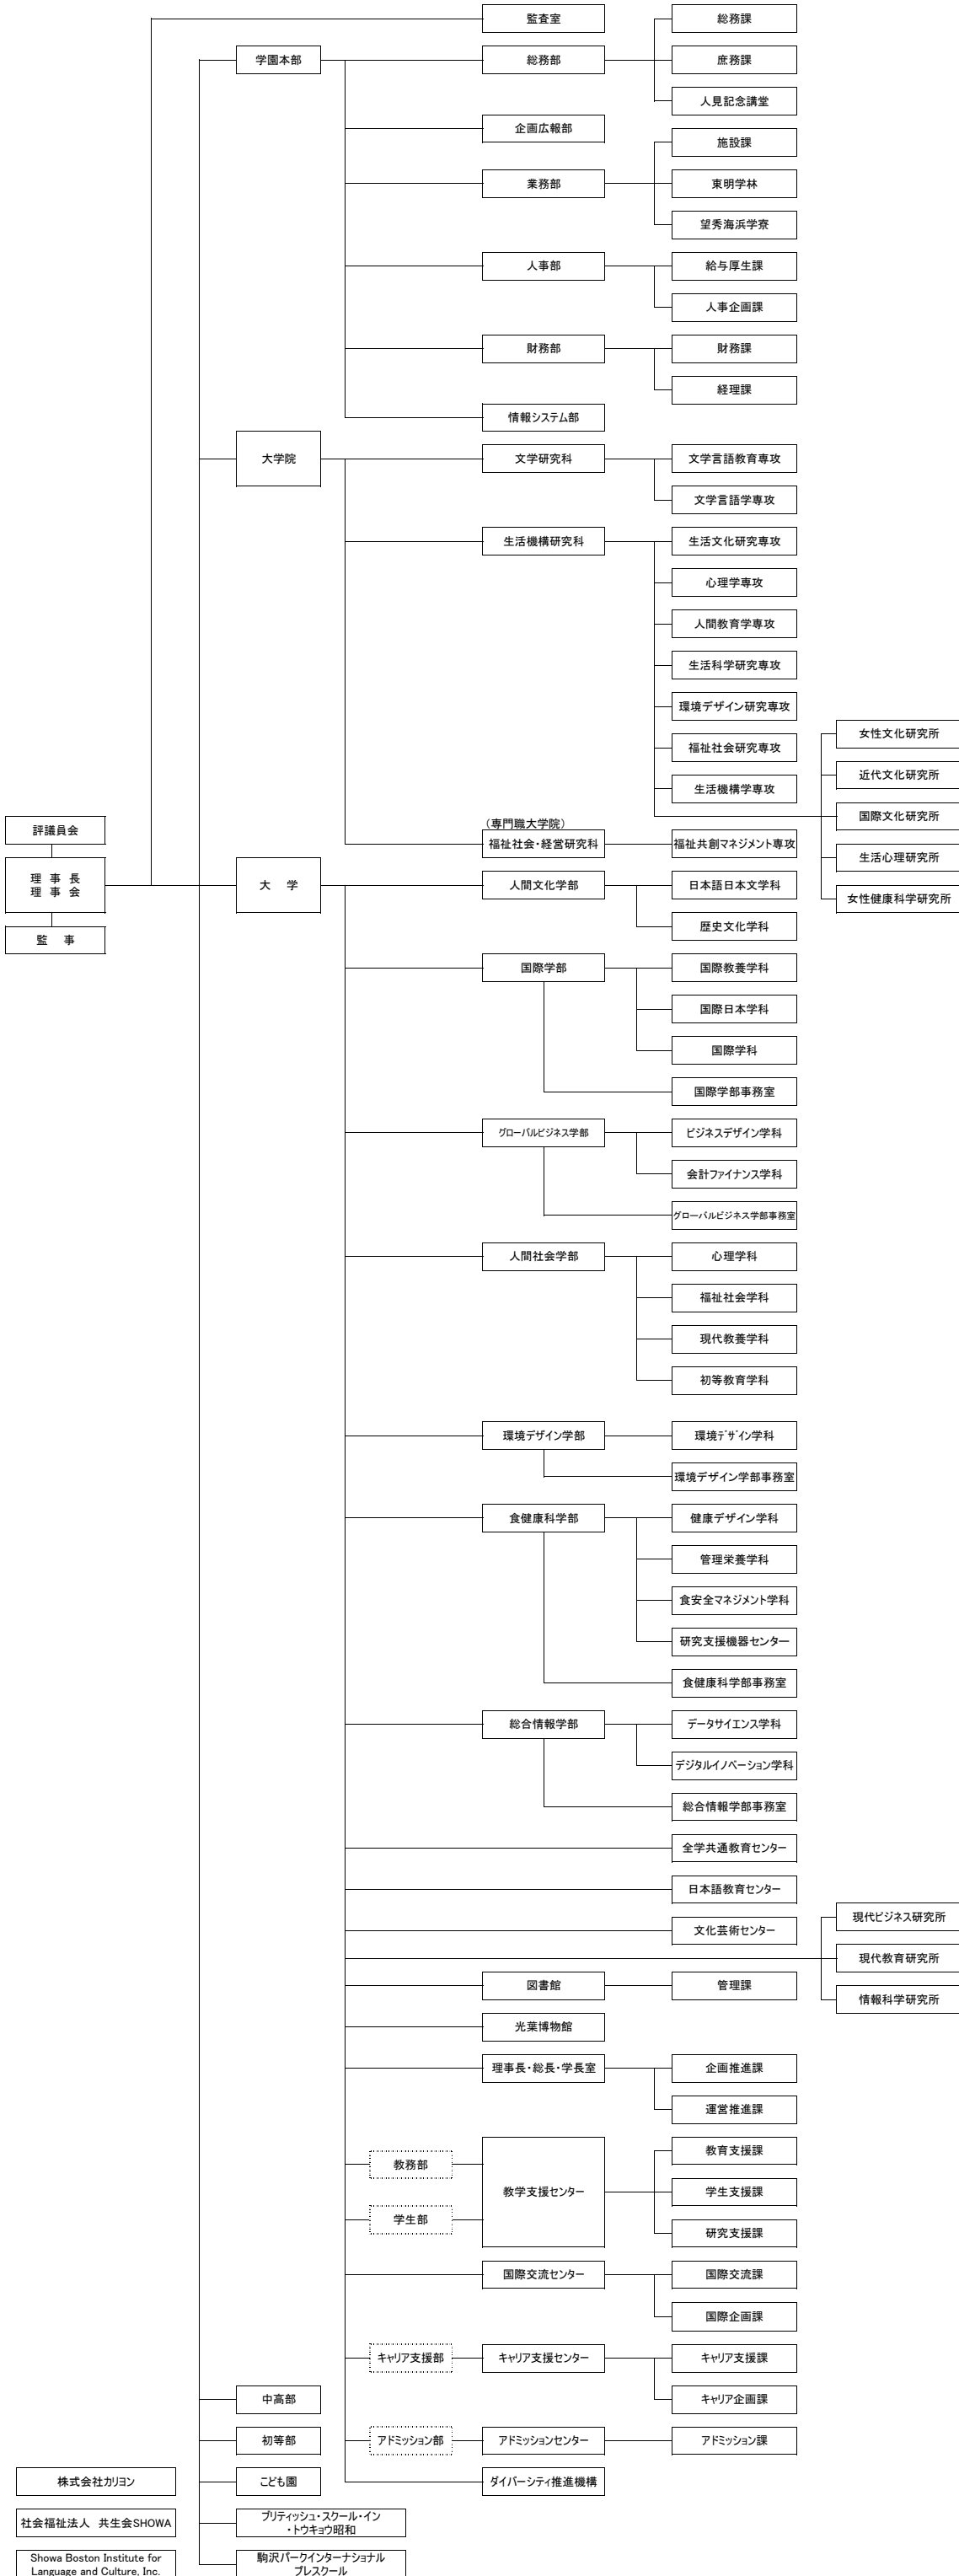 監査室
総務課
学園本部
総務部
庶務課
人見記念講堂
企画広報部
施設課
業務部
東明学林
望秀海浜学寮
人事部
給与厚生課
人事企画課
財務部
財務課
経理課
情報システム部
大学院
文学研究科
文学言語教育専攻
文学言語学専攻
生活機構研究科
生活文化研究専攻
心理学専攻
人間教育学専攻
生活科学研究専攻
環境デザイン研究専攻
福祉社会研究専攻
生活機構学専攻
女性文化研究所
近代文化研究所
国際文化研究所
生活心理研究所
女性健康科学研究所
(専門職大学院)
福祉社会・経営研究科
福祉共創マネジメント専攻
評議員会
理 事 長
理 事 会
監 事
大 学
人間文化学部
日本語日本文学科
歴史文化学科
国際学部
国際教養学科
国際日本学科
国際学科
国際学部事務室
グローバルビジネス学部
ビジネスデザイン学科
会計ファイナンス学科
グローバルビジネス学部事務室
人間社会学部
心理学科
福祉社会学科
現代教養学科
初等教育学科
環境デザイン学部
環境デザイン学科
環境デザイン学部事務室
食健康科学部
健康デザイン学科
管理栄養学科
食安全マネジメント学科
研究支援機器センター
食健康科学部事務室
総合情報学部
データサイエンス学科
デジタルイノベーション学科
総合情報学部事務室
全学共通教育センター
日本語教育センター
文化芸術センター
現代ビジネス研究所
現代教育研究所
情報科学研究所
図書館
管理課
光葉博物館
理事長・総長・学長室
企画推進課
運営推進課
教務部
学生部
教学支援センター
教育支援課
学生支援課
研究支援課
国際交流センター
国際交流課
国際企画課
キャリア支援部
キャリア支援センター
キャリア支援課
キャリア企画課
中高部
初等部
アドミッション部
アドミッションセンター
アドミッション課
株式会社カリヨン
こども園
ダイバーシティ推進機構
社会福祉法人 共生会SHOWA
ブリティッシュ・スクール・イン
・トウキョウ昭和
Showa Boston Institute for
Language and Culture, Inc.
駒沢パークインターナショナル
プレスクール